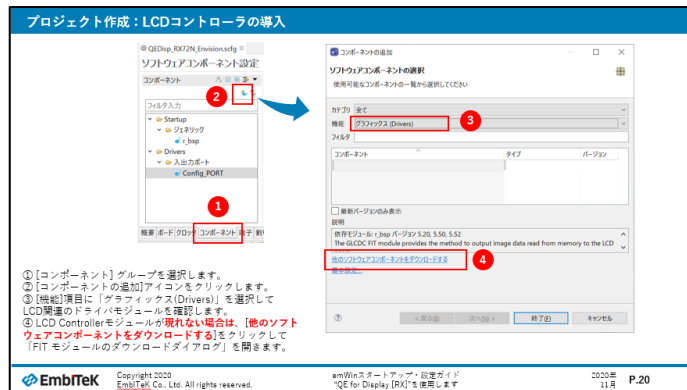 プロジェクト作成：LCDコントローラの導入
QEDisp_RX72N_Envision.scfg
ソフトウェアコンポーネント設定
コンポーネント
2
フィルタ入力
Startup
ジェネリック
r_bsp
Drivers
入出力ポート
Config_PORT
1
概要 ボード クロック コンポーネント 端子 割り
コンポーネントの追加
ソフトウェアコンポーネントの選択
使用可能なコンポーネントの一覧から選択してください
カテゴリ 全て
機能 グラフィックス (Drivers)
3
フィルタ
コンポーネント タイプ バージョン
最新バージョンのみ表示
説明
依存モジュール: r_bsp バージョン 5.20, 5.50, 5.52
The GLCDC FIT module provides the method to output image data read from memory to the LCD
他のソフトウェアコンポーネントをダウンロードする
4
基本設定...
< 戻る(B) 次へ(N) > 終了(F) キャンセル
① [コンポーネント] グループを選択します。
② [コンポーネントの追加]アイコンをクリックします。
③ [機能]項目に「グラフィックス(Drivers)」を選択して
LCD関連のドライバモジュールを確認します。
④ LCD Controllerモジュールが現れない場合は、[他のソフト
ウェアコンポーネントをダウンロードする]をクリックして
「FIT モジュールのダウンロードダイアログ」を開きます。
EmbITeK
Copyright 2020
EmbITeK Co., Ltd. All rights reserved.
emWinスタートアップ・設定ガイド
"QE for Display [RX]"を使用します
2020年
11月
P.20